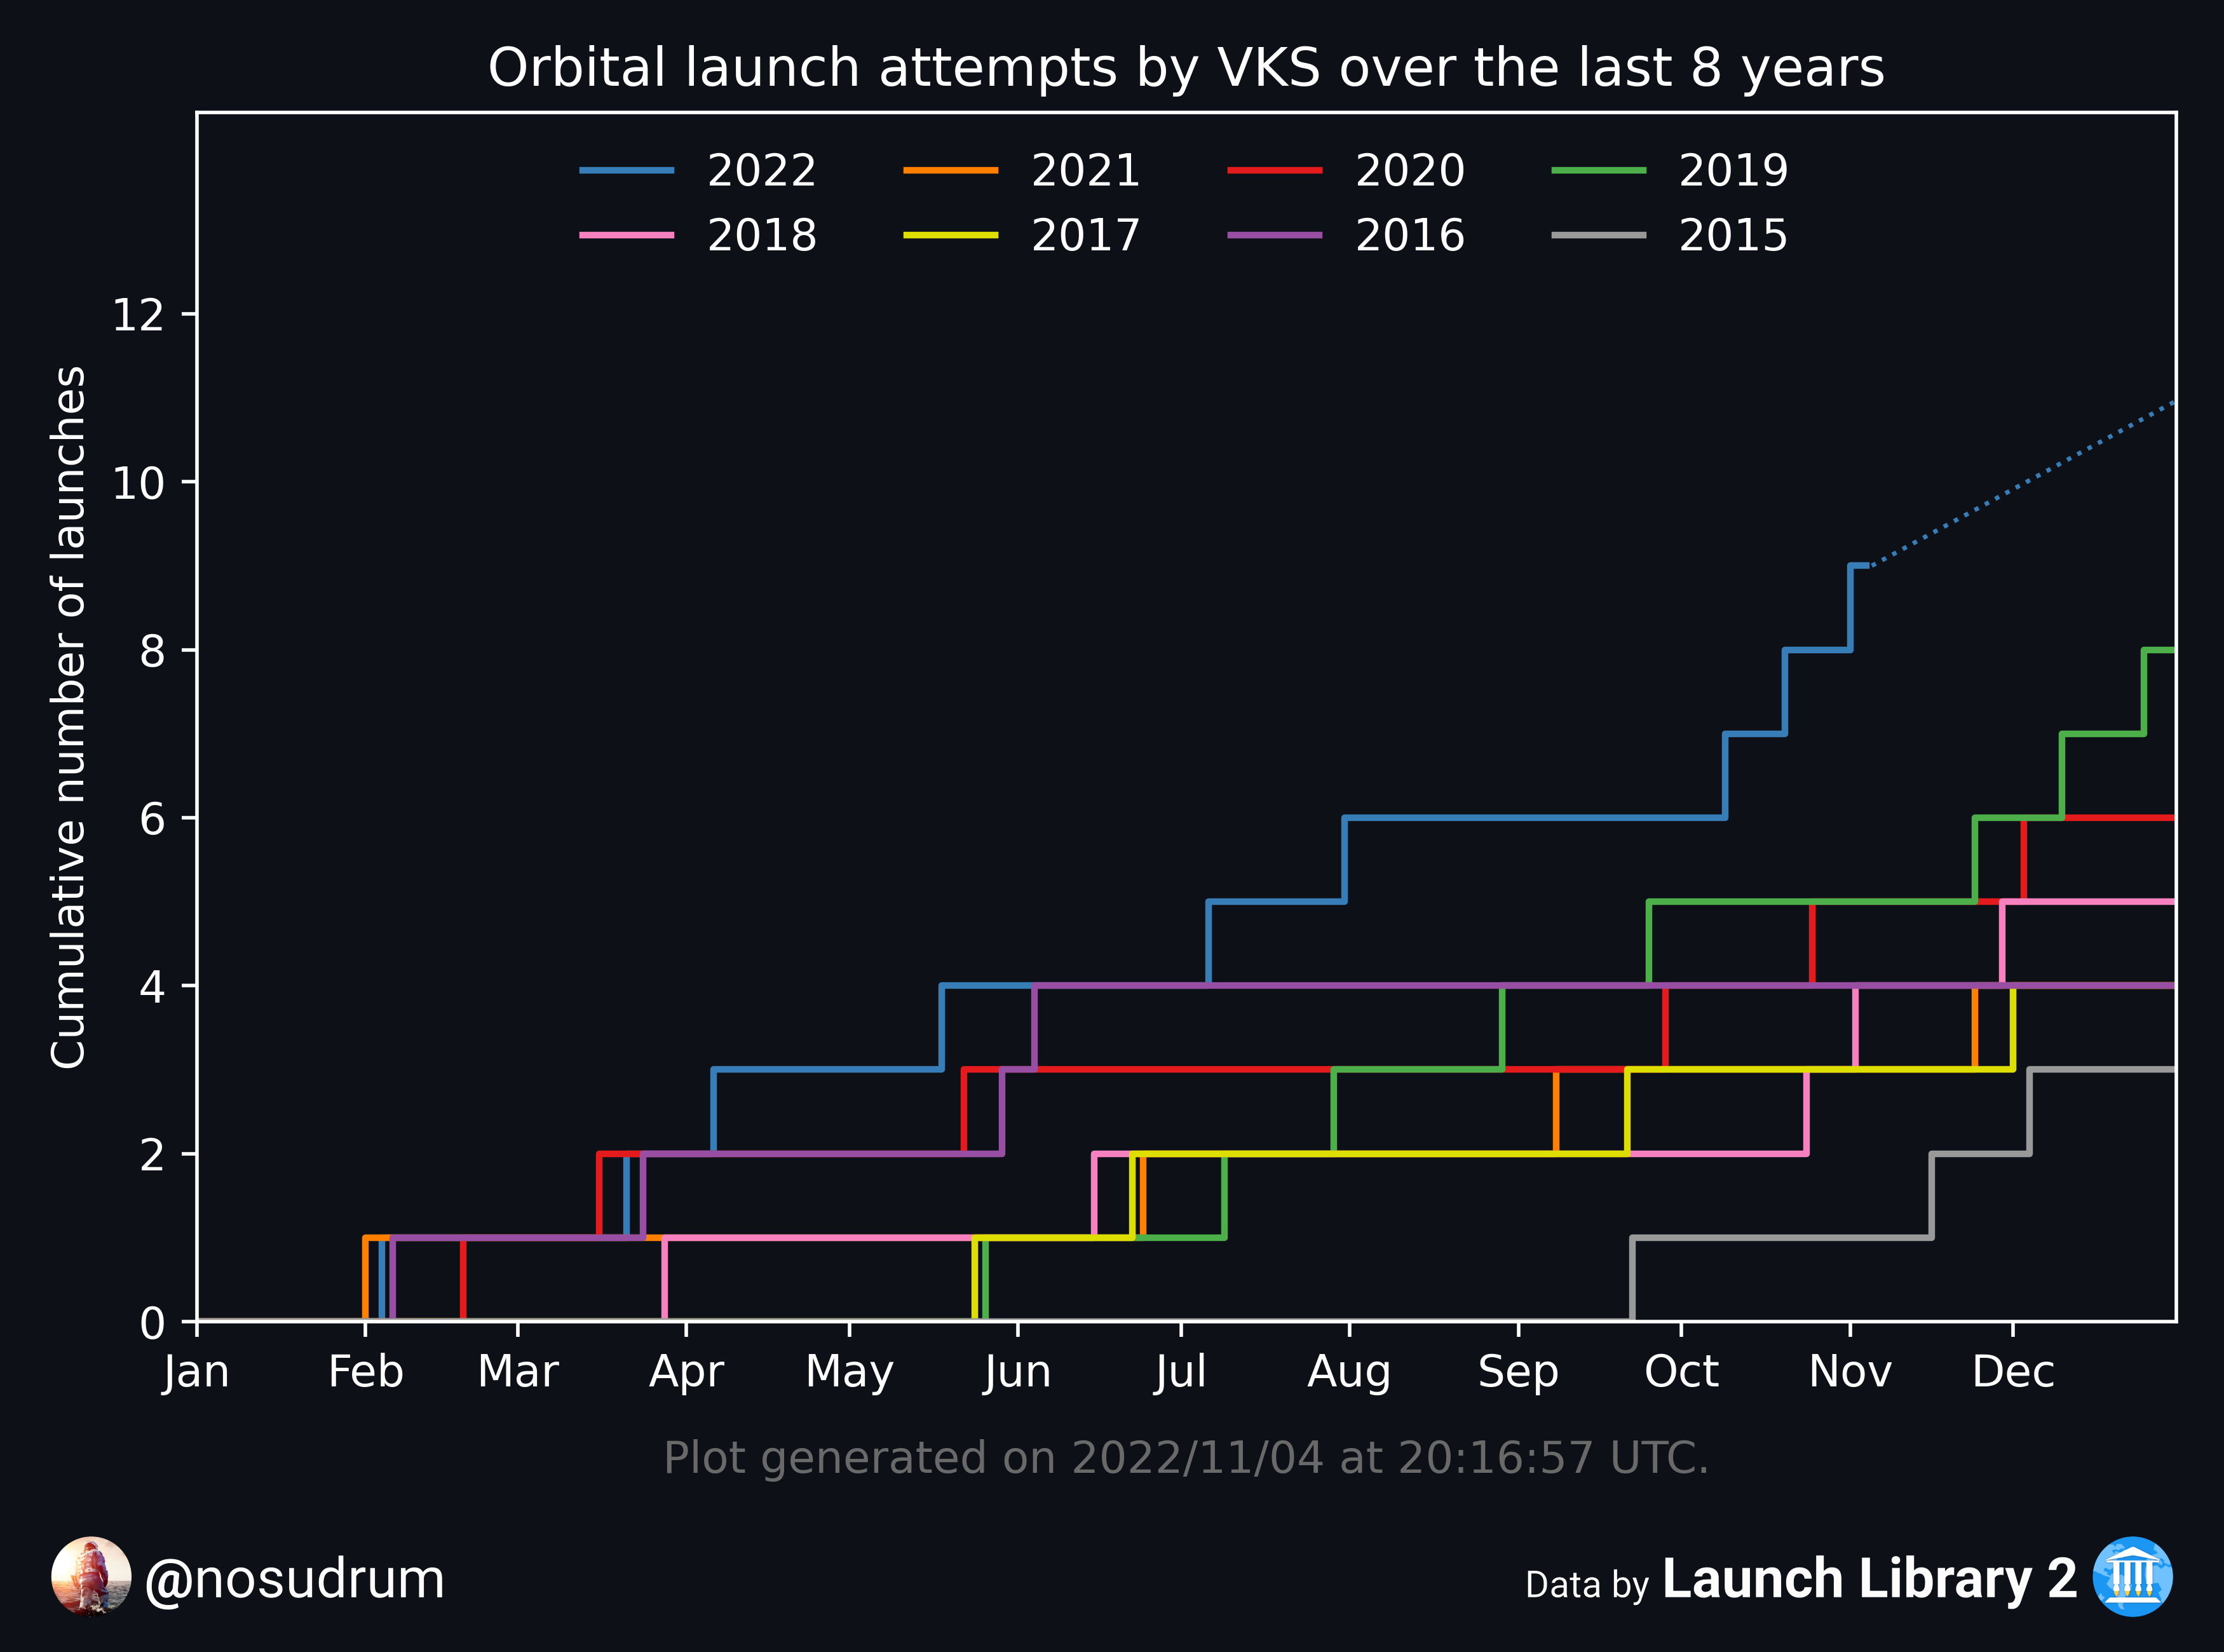 Orbital launch attempts by VKS over the last 8 years
2022 2021 2020 2019
2018 2017 2016 2015
Cumulative number of launches
12
10
8
6
4
2
0
Jan Feb Mar Apr May Jun Jul Aug Sep Oct Nov Dec
Plot generated on 2022/11/04 at 20:16:57 UTC.
@nosudrum
Data by Launch Library 2